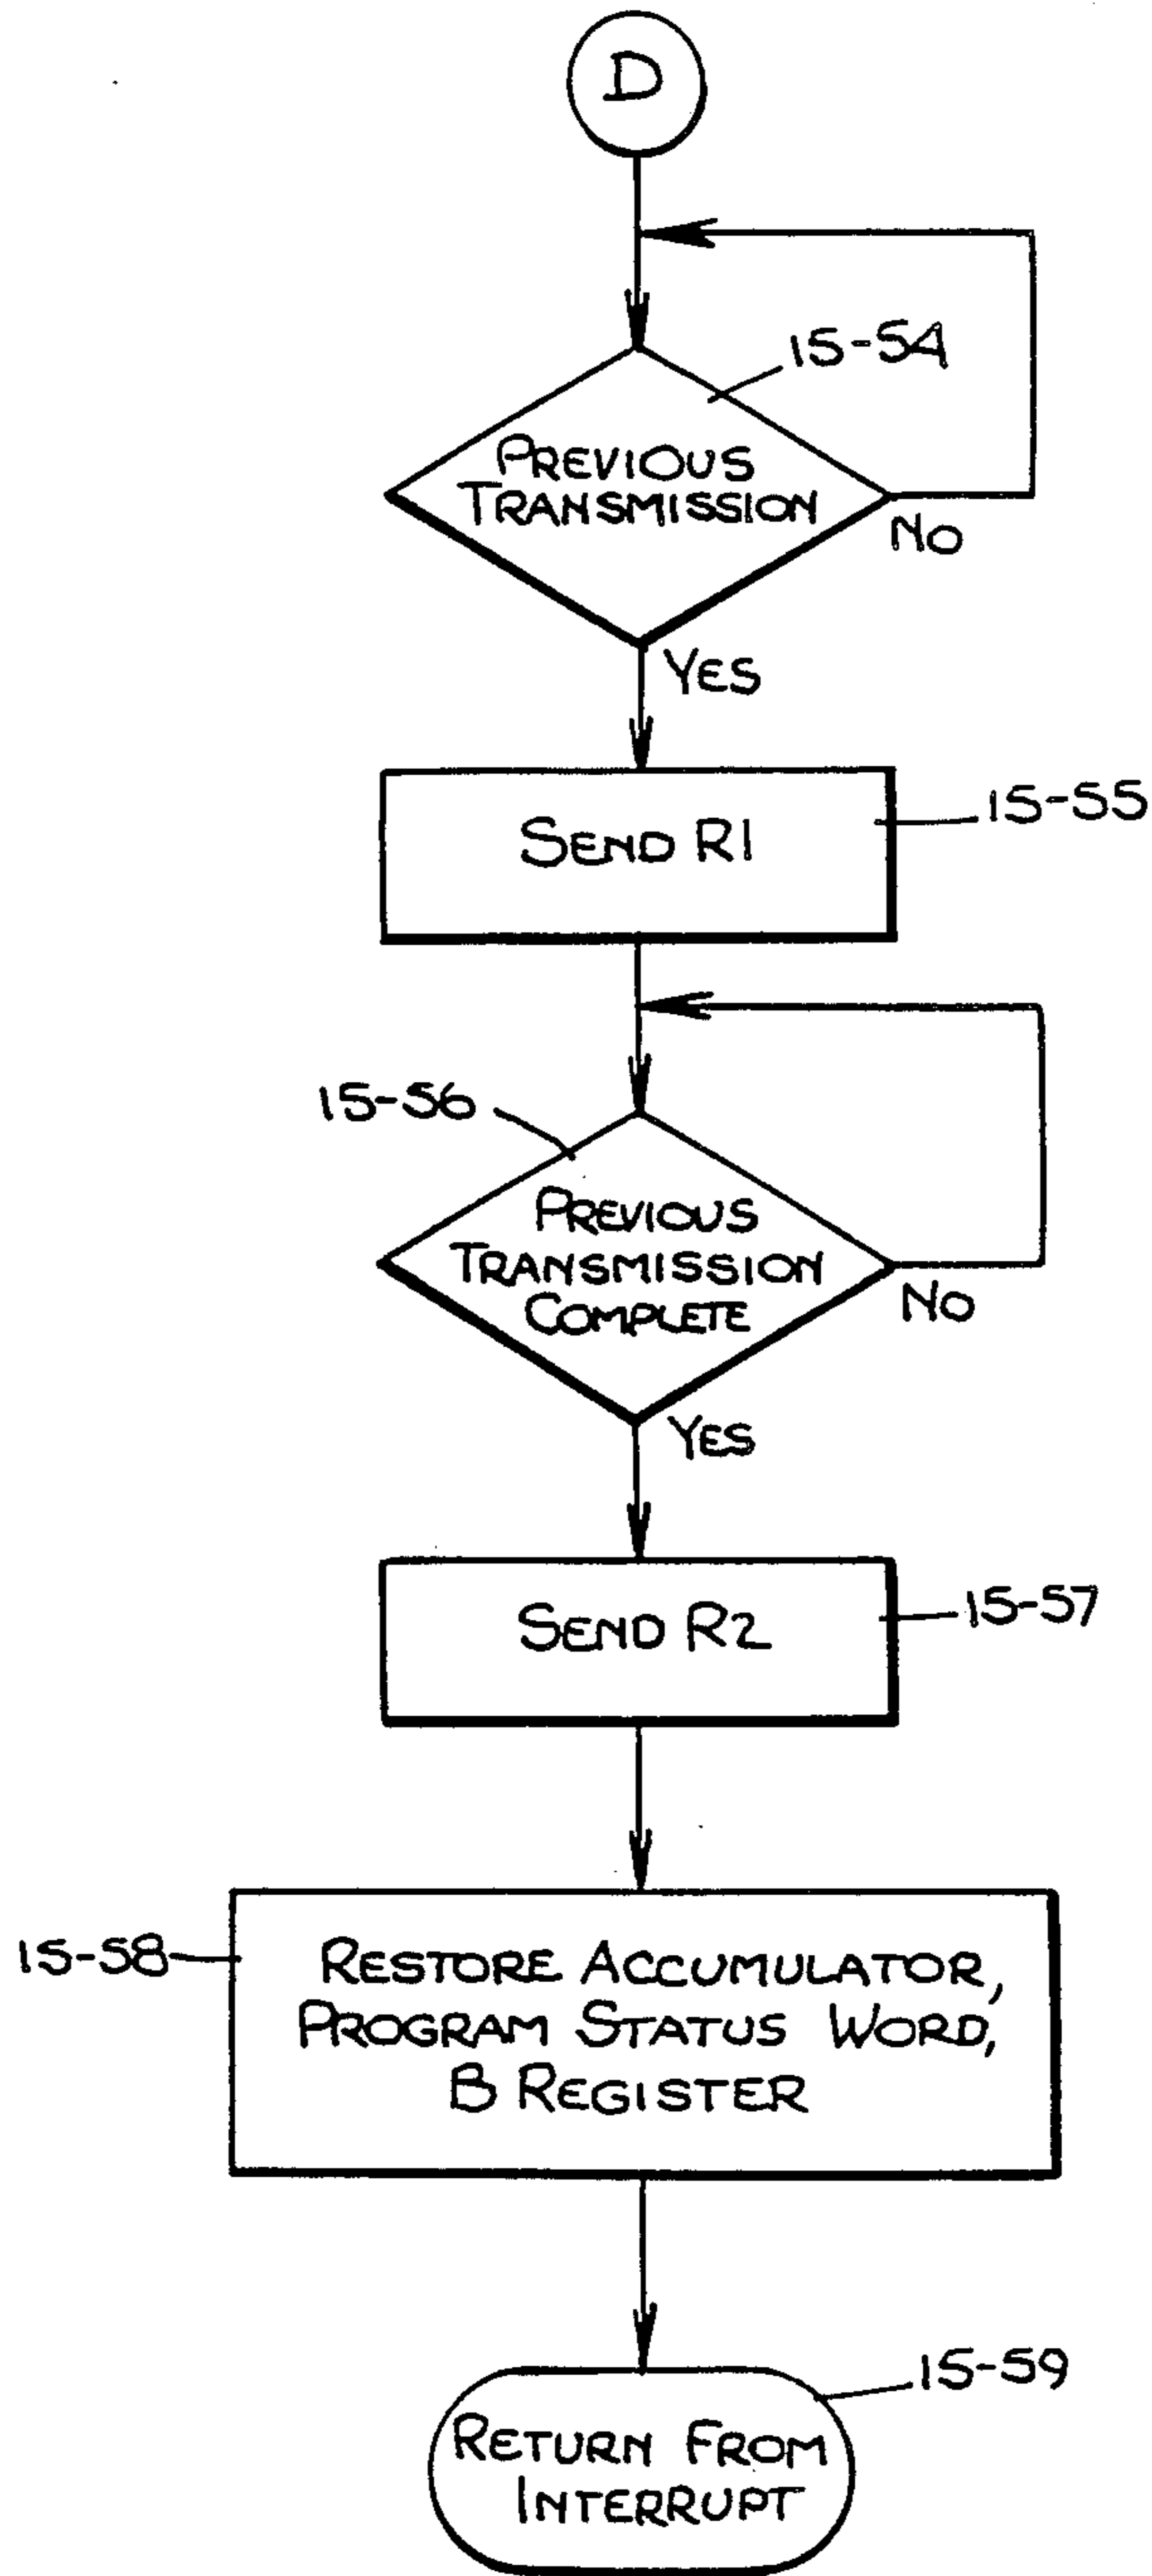 D
15-54
PREVIOUS
TRANSMISSION
NO
YES
SEND R1
15-55
15-56
PREVIOUS
TRANSMISSION
COMPLETE
NO
YES
SEND R2
15-57
15-58
RESTORE ACCUMULATOR,
PROGRAM STATUS WORD,
B REGISTER
15-59
RETURN FROM
INTERRUPT